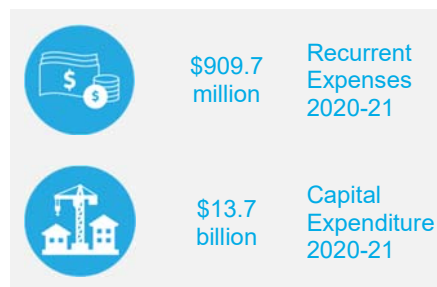 $
$
$909.7
million
Recurrent
Expenses
2020-21
$13.7
billion
Capital
Expenditure
2020-21